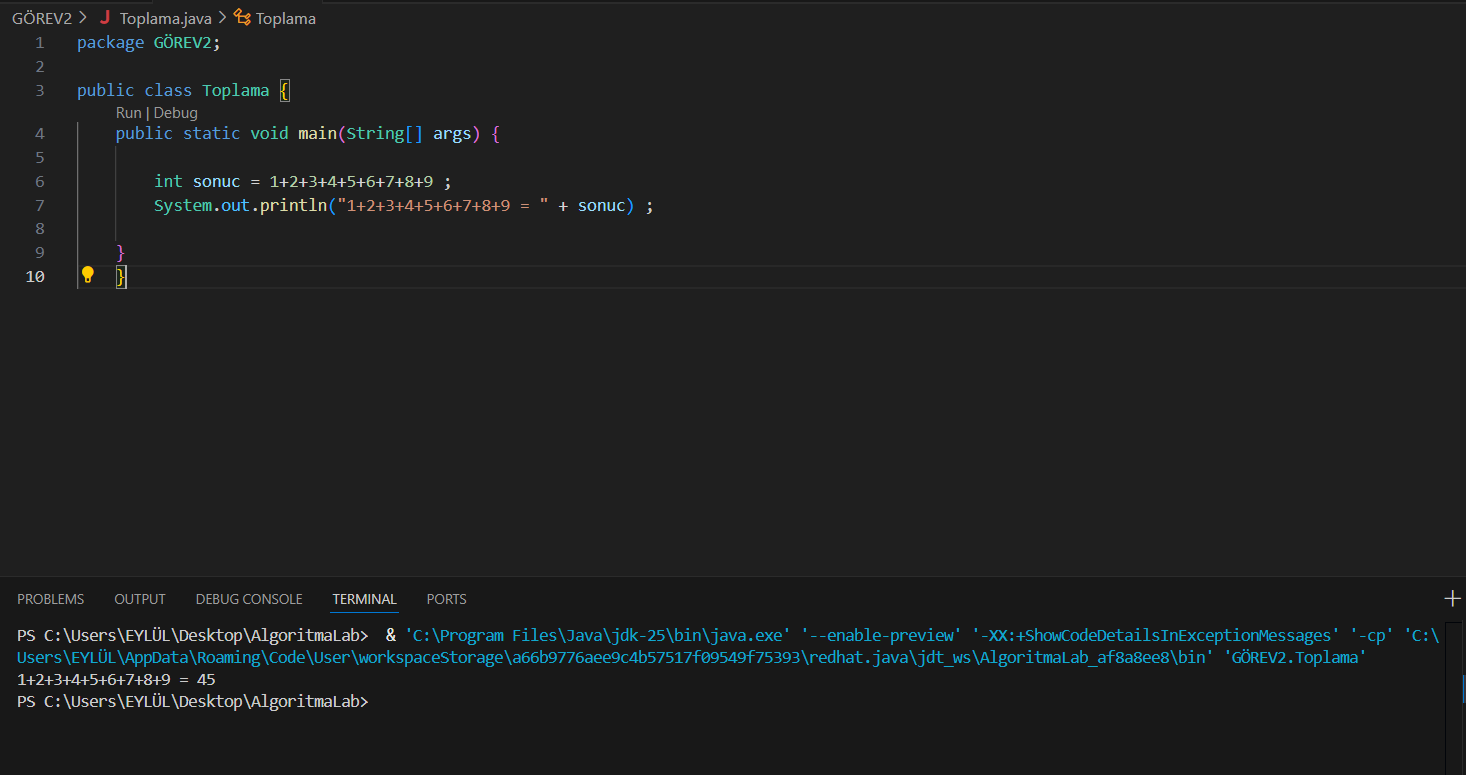 GÖREV2 > J Toplama.java > Toplama
1 package GÖREV2;
2
3 public class Toplama {
Run | Debug
4 public static void main(String[] args) {
5
6 int sonuc = 1+2+3+4+5+6+7+8+9 ;
7 System.out.println("1+2+3+4+5+6+7+8+9 = " + sonuc) ;
8
9 }
10 }
PROBLEMS OUTPUT DEBUG CONSOLE TERMINAL PORTS
PS C:\Users\EYLÜL\Desktop\AlgoritmaLab>  & 'C:\Program Files\Java\jdk-25\bin\java.exe' '--enable-preview' '-XX:+ShowCodeDetailsInExceptionMessages' '-cp' 'C:\
Users\EYLÜL\AppData\Roaming\Code\User\workspaceStorage\a66b9776aee9c4b57517f09549f75393\redhat.java\jdt_ws\AlgoritmaLab_af8a8ee8\bin' 'GÖREV2.Toplama'
1+2+3+4+5+6+7+8+9 = 45
PS C:\Users\EYLÜL\Desktop\AlgoritmaLab>